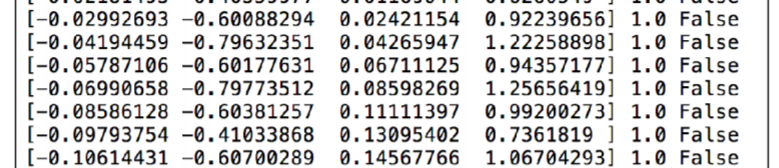 [-0.02992693 -0.60088294  0.02421154  0.92239656] 1.0 False
[-0.04194459 -0.79632351  0.04265947  1.22258898] 1.0 False
[-0.05787106 -0.60177631  0.06711125  0.94357177] 1.0 False
[-0.06990658 -0.79773512  0.08598269  1.25656419] 1.0 False
[-0.08586128 -0.60381257  0.11111397  0.99200273] 1.0 False
[-0.09793754 -0.41033868  0.13095402  0.7361819 ] 1.0 False
[-0.10614431 -0.60700289  0.14567766  1.06704293] 1.0 False